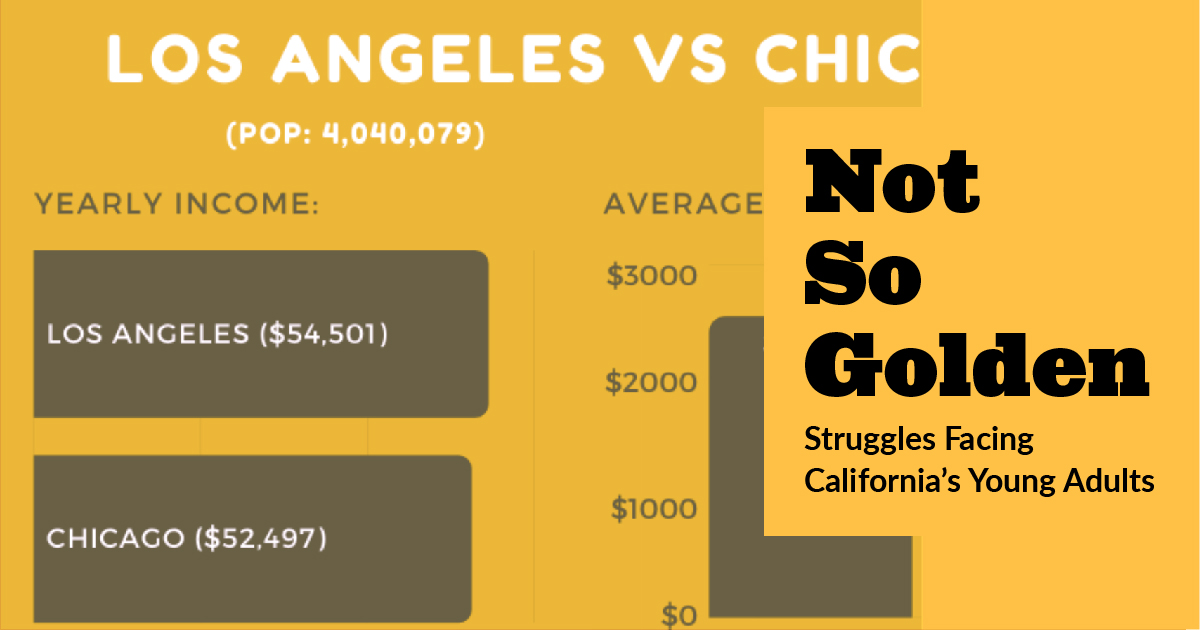 LOS ANGELES VS CHIC
(POP: 4,040,079)
YEARLY INCOME:
LOS ANGELES ($54,501)
CHICAGO ($52,497)
AVERAGE
$3000
$2000
$1000
$0
Not
So
Golden
Struggles Facing
California’s Young Adults